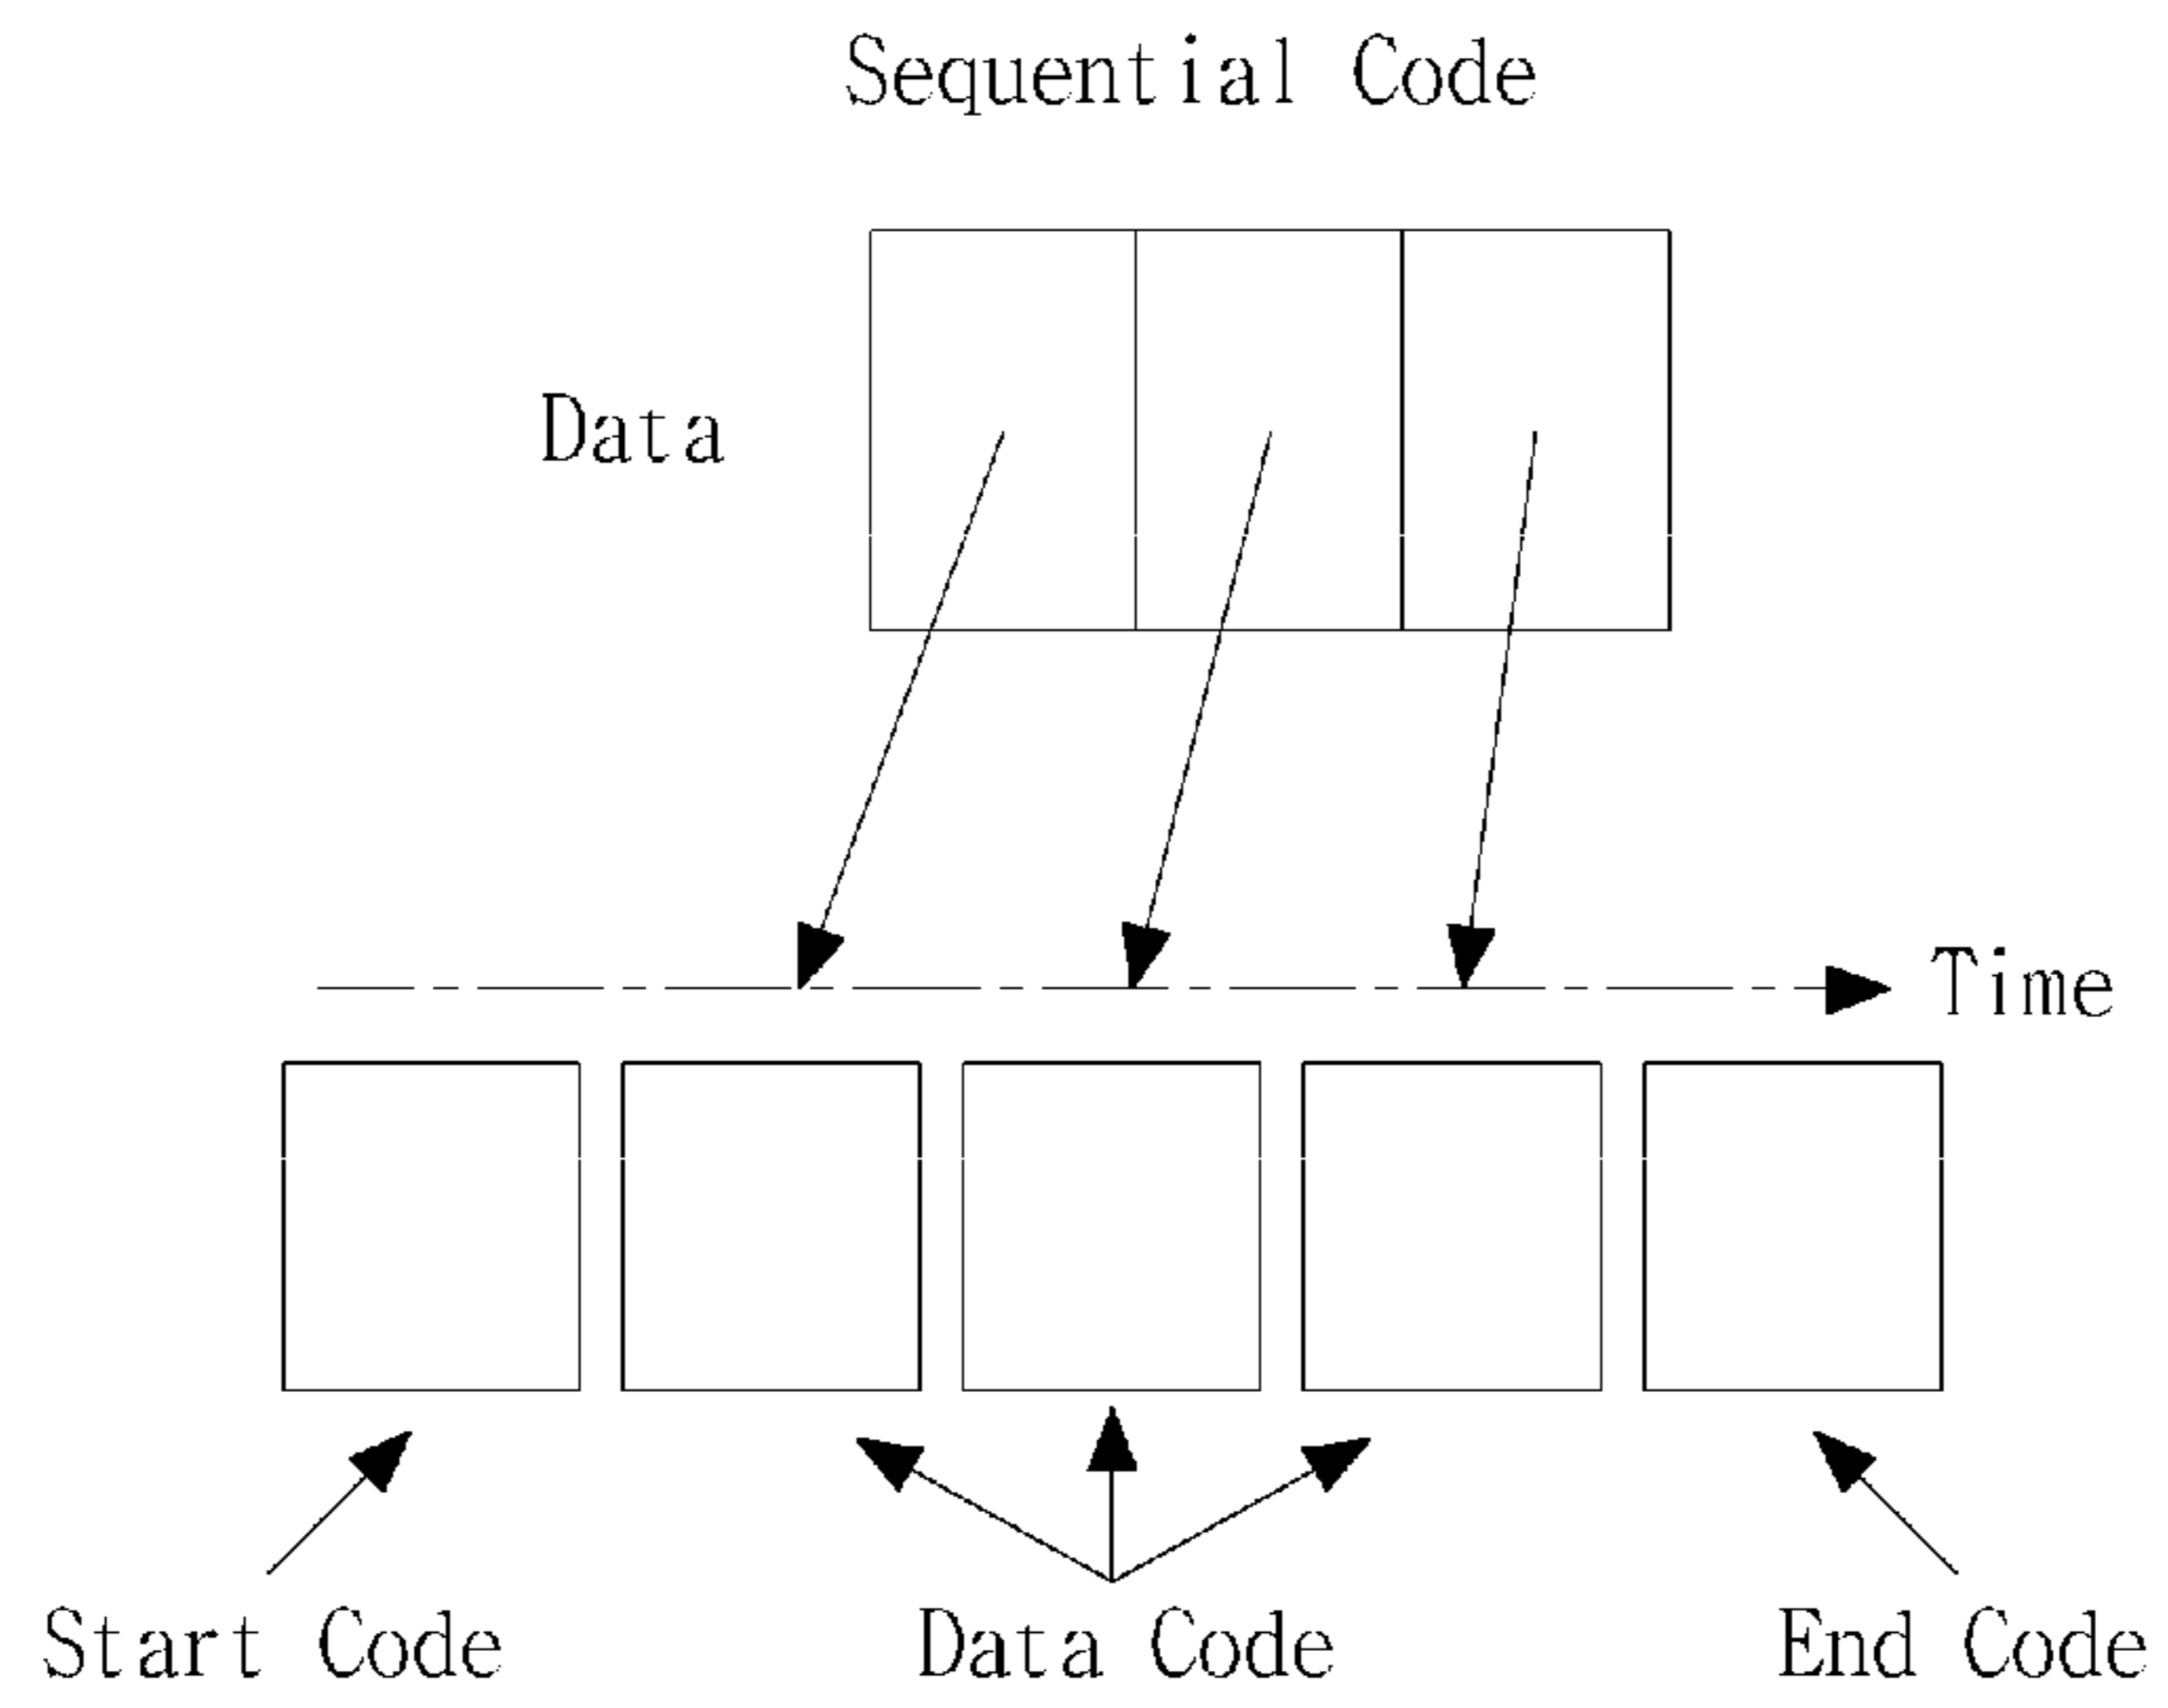 Sequential Code
Data
Time
Start Code
Data Code
End Code